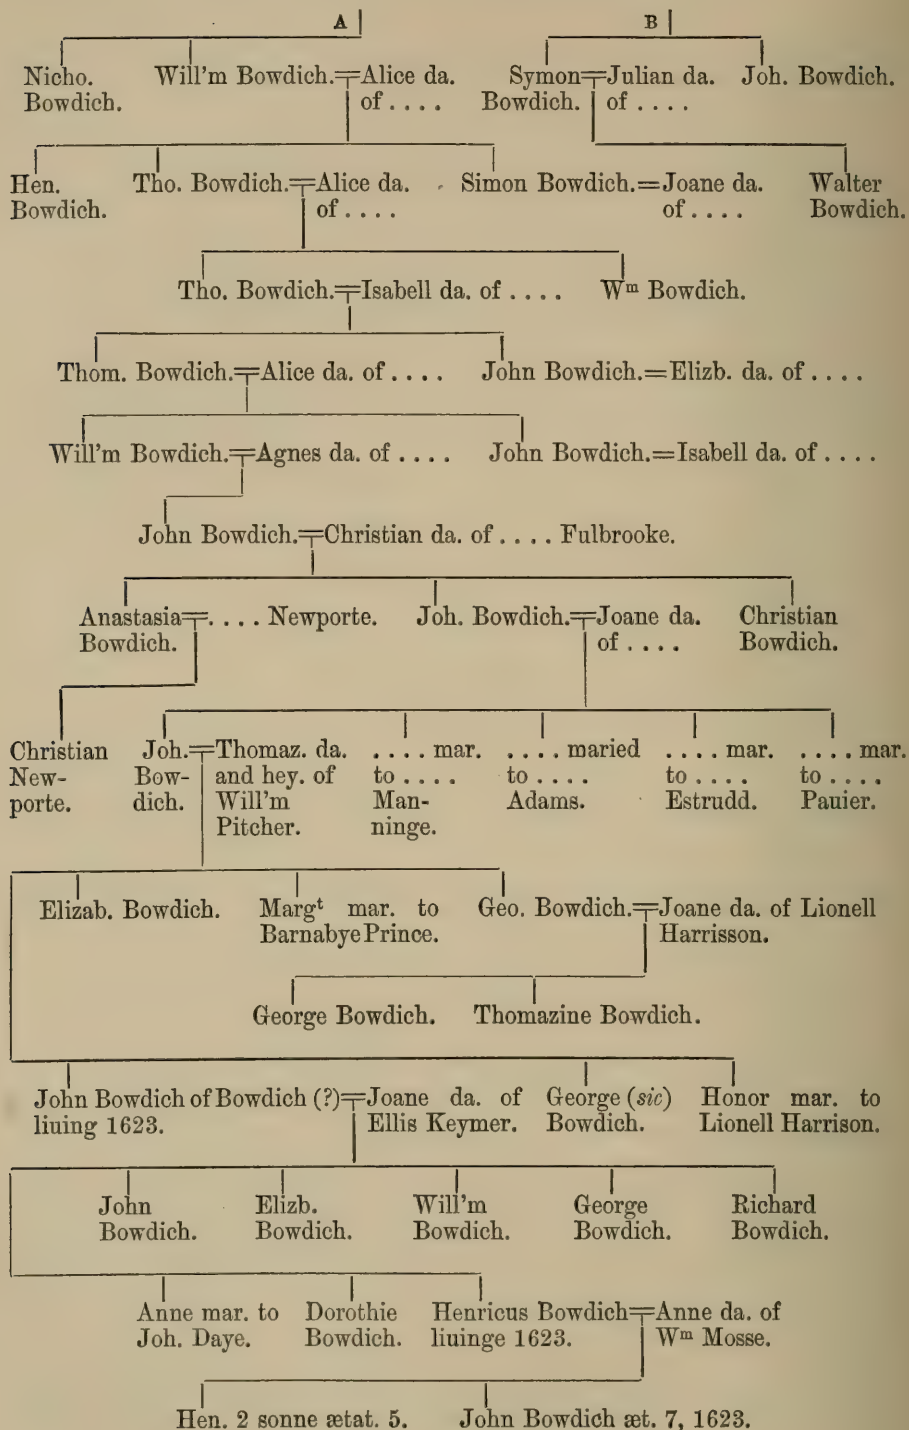 A B
Nicho. Will'm Bowdich.=Alice da. Symon=Julian da. Joh. Bowdich.
Bowdich. of . . . . Bowdich. of . . . .
Hen. Tho. Bowdich.=Alice da. Simon Bowdich.=Joane da. Walter
Bowdich. of . . . . of . . . . Bowdich.
Tho. Bowdich.=Isabell da. of . . . . Wᵐ Bowdich.
Thom. Bowdich.=Alice da. of . . . . John Bowdich.=Elizb. da. of . . . .
Will'm Bowdich.=Agnes da. of . . . . John Bowdich.=Isabell da. of . . . .
John Bowdich.=Christian da. of . . . . Fulbrooke.
Anastasia=. . . . Newporte. Joh. Bowdich.=Joane da. Christian
Bowdich. of . . . . Bowdich.
Christian Joh.=Thomaz. da. . . . . mar. . . . . maried . . . . mar. . . . . mar.
New- Bow- and hey. of to . . . . to . . . . to . . . . to . . . .
porte. dich. Will'm Man- Adams. Estrudd. Pauier.
Pitcher. ninge.
Elizab. Bowdich. Margᵗ mar. to Geo. Bowdich.=Joane da. of Lionell
Barnabye Prince. Harrisson.
George Bowdich. Thomazine Bowdich.
John Bowdich of Bowdich (?)=Joane da. of George (sic) Honor mar. to
liuing 1623. Ellis Keymer. Bowdich. Lionell Harrison.
John Elizb. Will'm George Richard
Bowdich. Bowdich. Bowdich. Bowdich. Bowdich.
Anne mar. to Dorothie Henricus Bowdich=Anne da. of
Joh. Daye. Bowdich. liuinge 1623. Wᵐ Mosse.
Hen. 2 sonne ætat. 5. John Bowdich æt. 7, 1623.